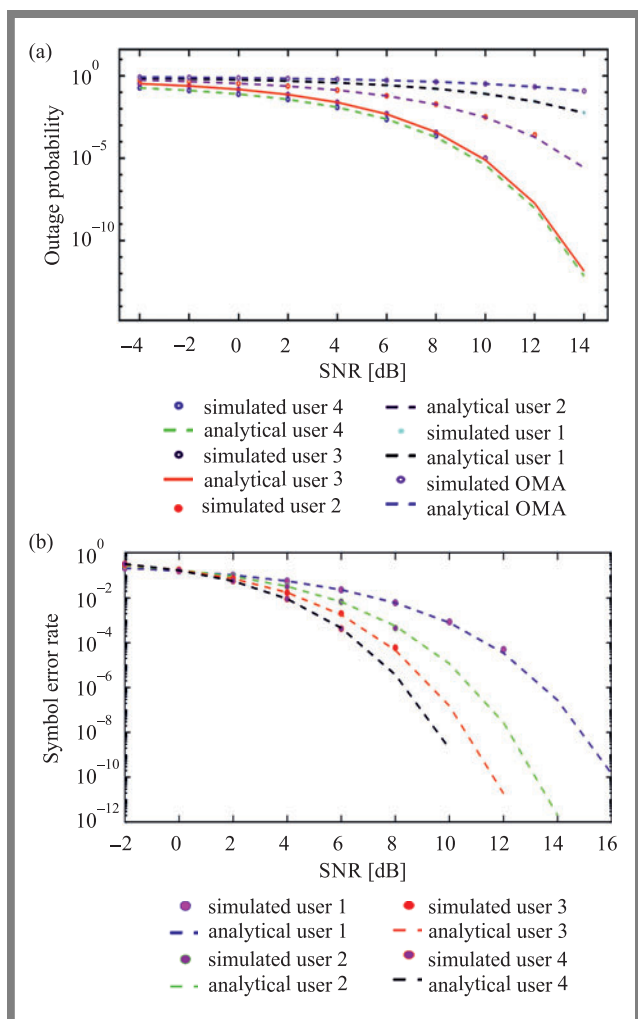 (a)
10^0
10^-5
10^-10
Outage probability
-4 -2 0 2 4 6 8 10 12 14
SNR [dB]
simulated user 4
analytical user 4
simulated user 3
analytical user 3
simulated user 2
analytical user 2
simulated user 1
analytical user 1
simulated OMA
analytical OMA
(b)
10^0
10^-2
10^-4
10^-6
10^-8
10^-10
10^-12
Symbol error rate
-2 0 2 4 6 8 10 12 14 16
SNR [dB]
simulated user 1
analytical user 1
simulated user 2
analytical user 2
simulated user 3
analytical user 3
simulated user 4
analytical user 4